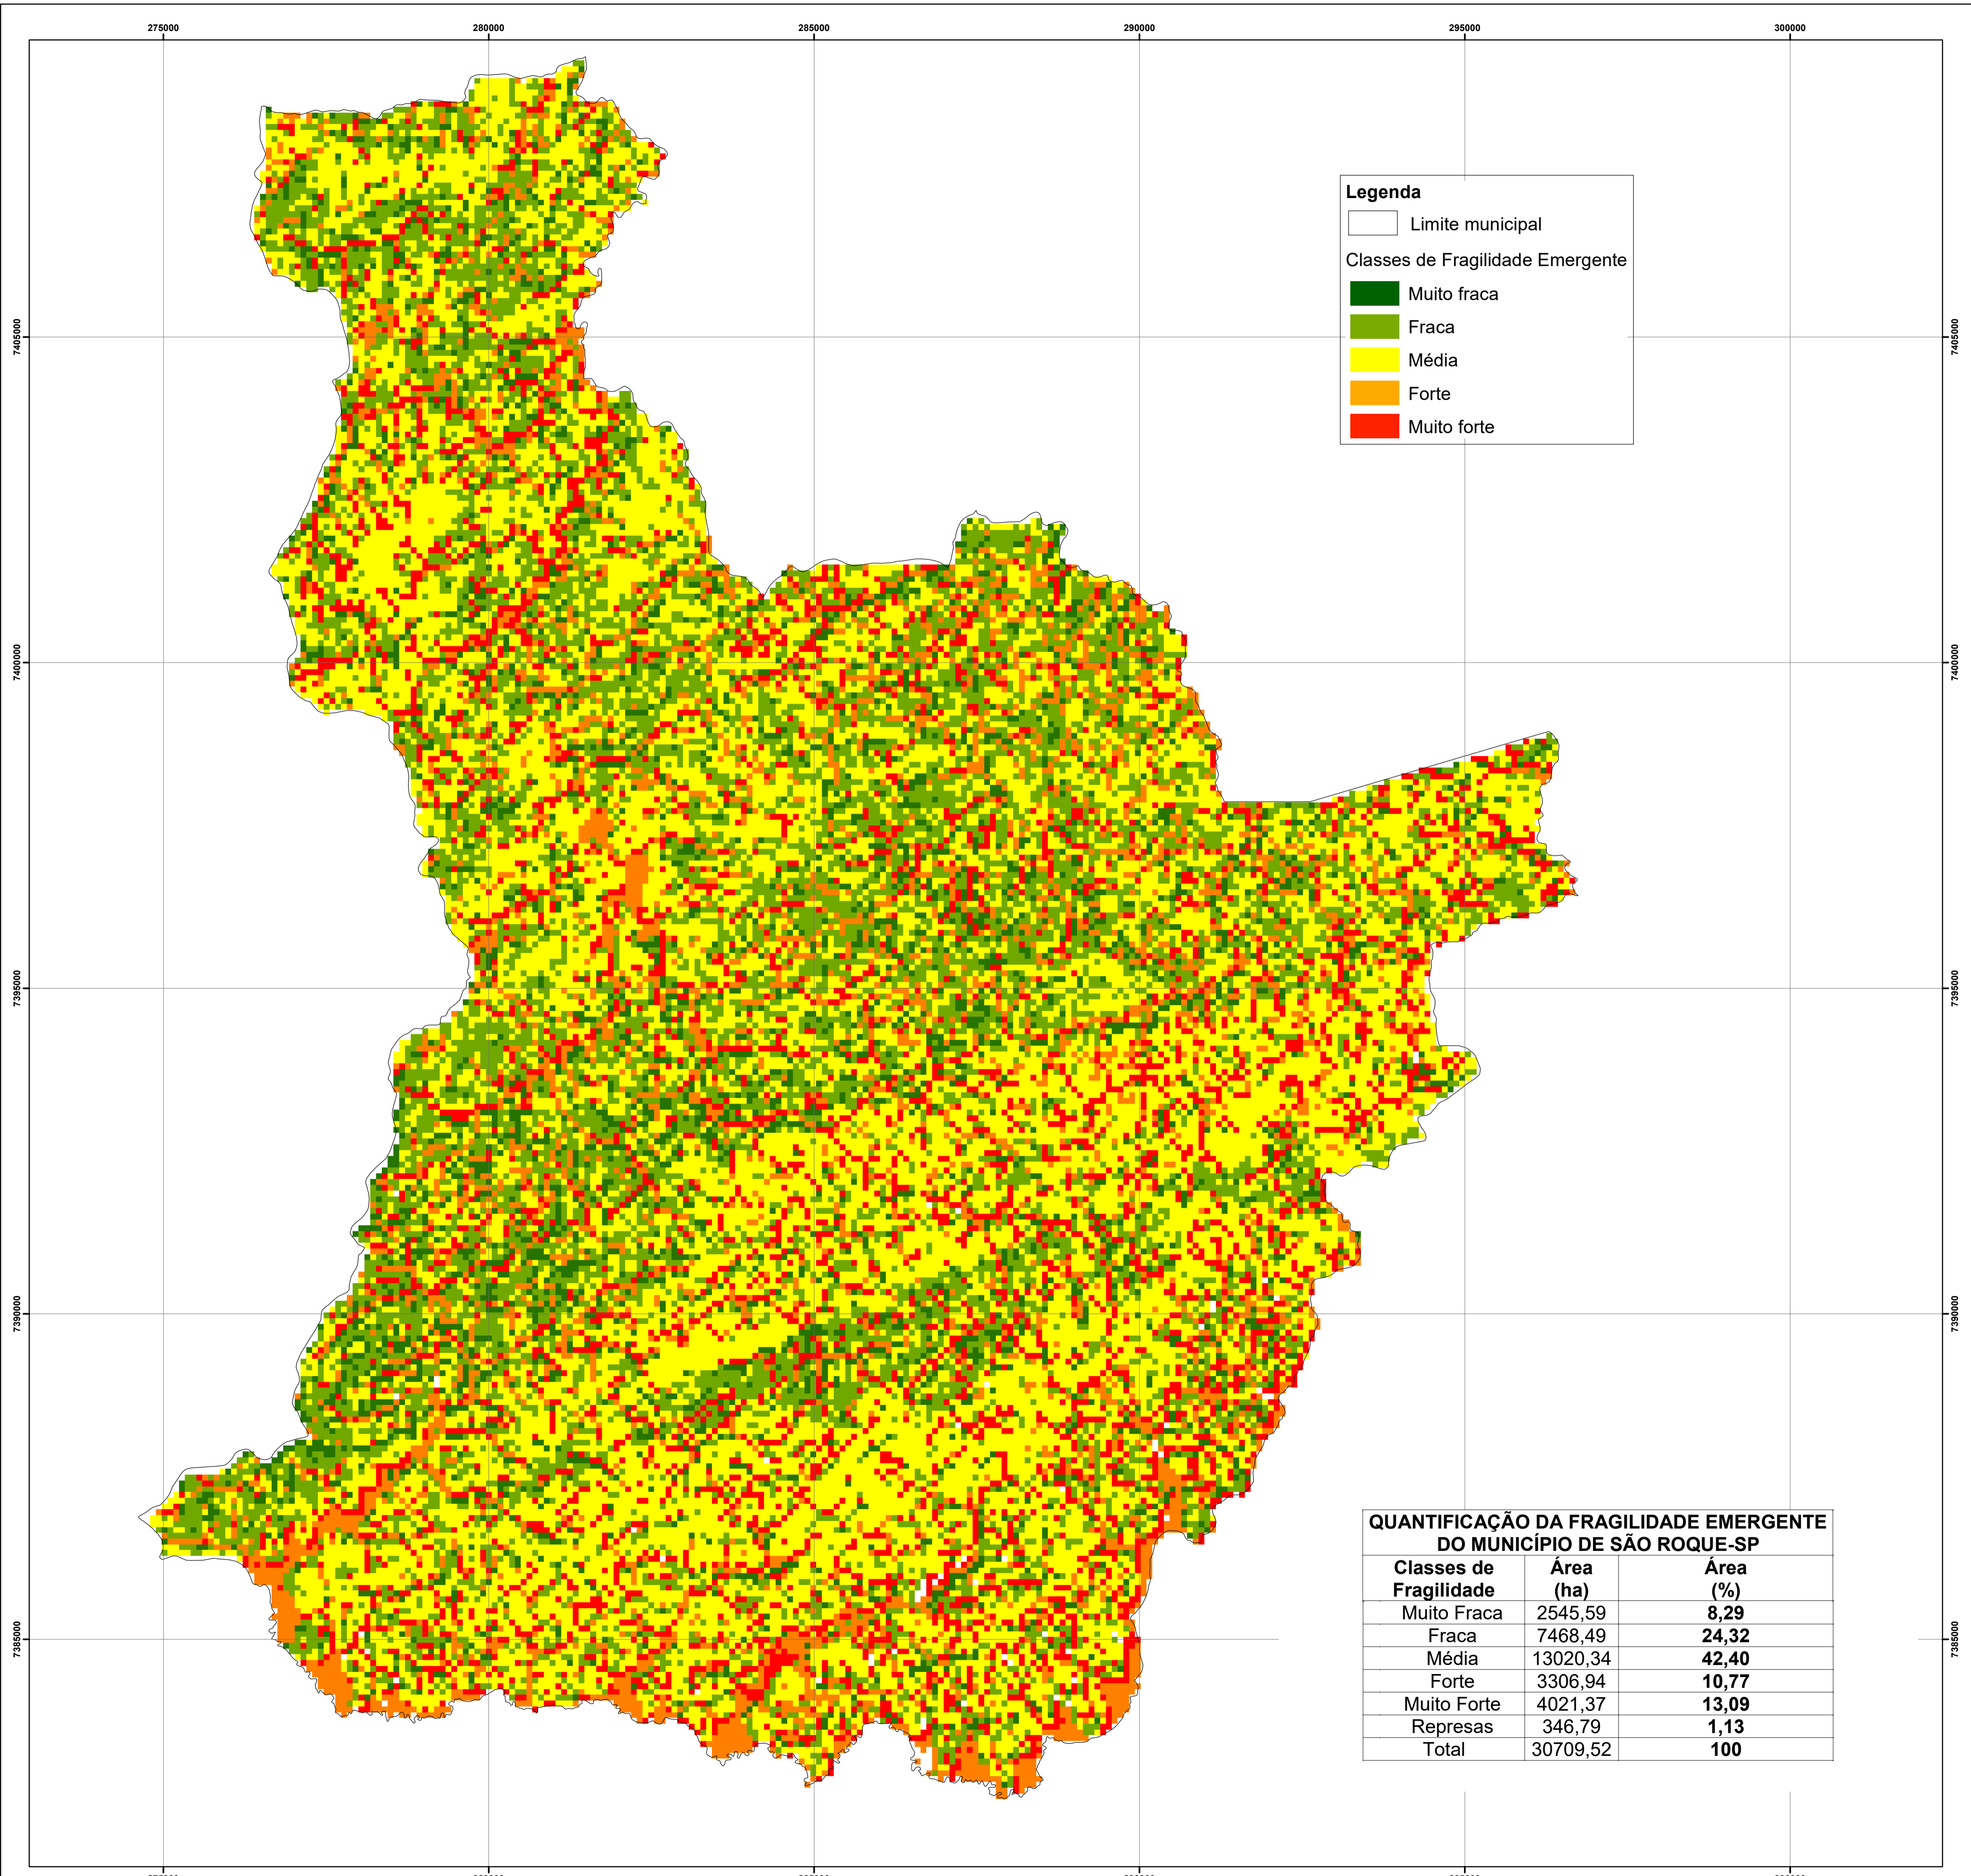 275000 280000 285000 290000 295000 300000
Legenda
Limite municipal
Classes de Fragilidade Emergente
Muito fraca
Fraca
Média
Forte
Muito forte
7405000 7405000
7400000 7400000
7395000 7395000
7390000 7390000
7385000 7385000
QUANTIFICAÇÃO DA FRAGILIDADE EMERGENTE
DO MUNICÍPIO DE SÃO ROQUE-SP
Classes de Área Área
Fragilidade (ha) (%)
Muito Fraca 2545,59 8,29
Fraca 7468,49 24,32
Média 13020,34 42,40
Forte 3306,94 10,77
Muito Forte 4021,37 13,09
Represas 346,79 1,13
Total 30709,52 100